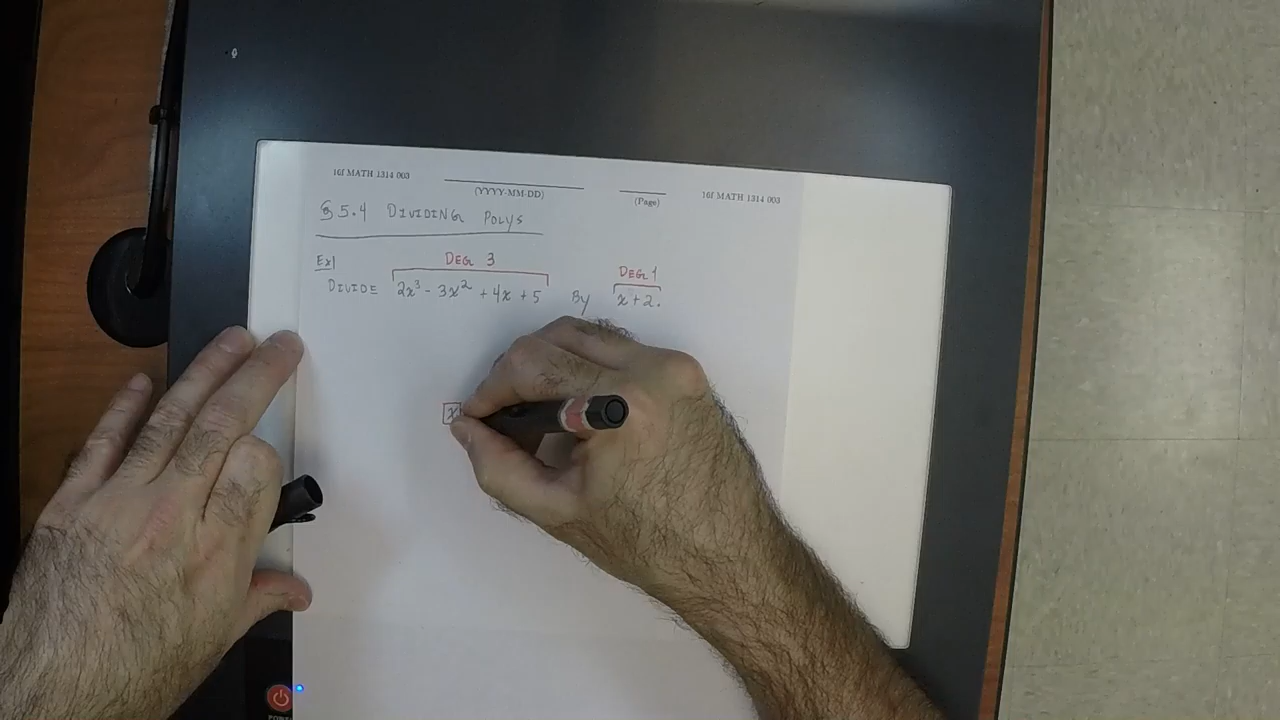 16f MATH 1314 003 (YYYY-MM-DD) (Page) 16f MATH 1314 003
§5.4 DIVIDING POLYS
Ex1 DEG 3 DEG 1
DIVIDE 2x³ - 3x² + 4x + 5 By x + 2.
x